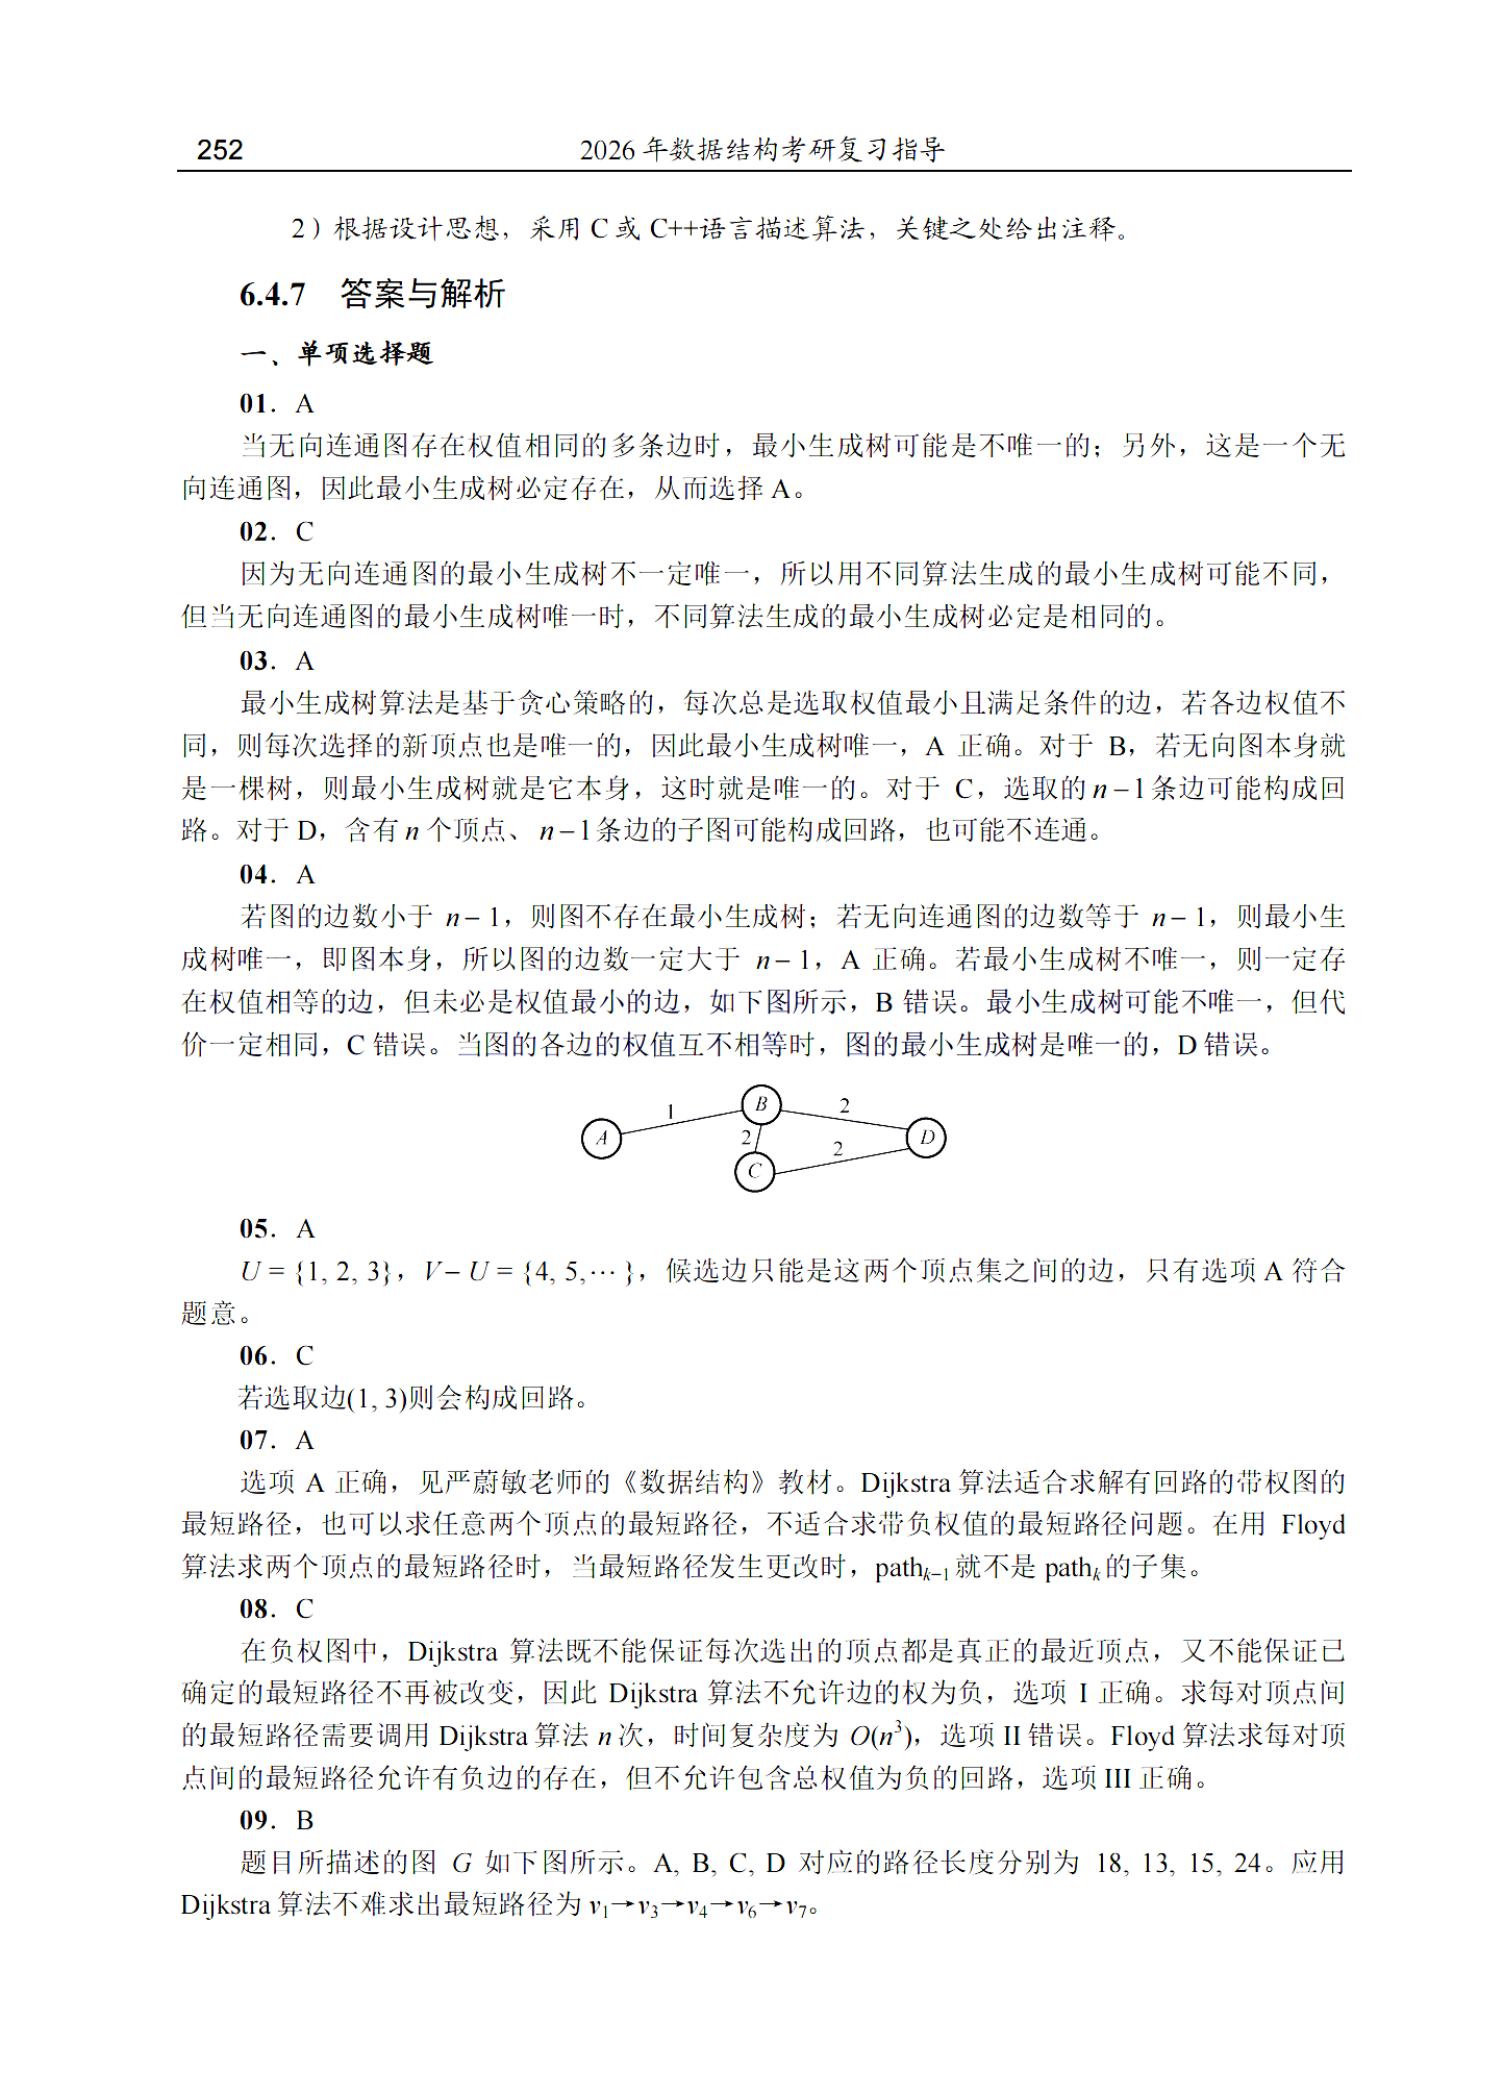 252
2026 年数据结构考研复习指导
2）根据设计思想，采用 C 或 C++语言描述算法，关键之处给出注释。
6.4.7 答案与解析
一、单项选择题
01．A
当无向连通图存在权值相同的多条边时，最小生成树可能是不唯一的；另外，这是一个无
向连通图，因此最小生成树必定存在，从而选择 A。
02．C
因为无向连通图的最小生成树不一定唯一，所以用不同算法生成的最小生成树可能不同，
但当无向连通图的最小生成树唯一时，不同算法生成的最小生成树必定是相同的。
03．A
最小生成树算法是基于贪心策略的，每次总是选取权值最小且满足条件的边，若各边权值不
同，则每次选择的新顶点也是唯一的，因此最小生成树唯一，A 正确。对于 B，若无向图本身就
是一棵树，则最小生成树就是它本身，这时就是唯一的。对于 C，选取的 n－1 条边可能构成回
路。对于 D，含有 n 个顶点、n－1 条边的子图可能构成回路，也可能不连通。
04．A
若图的边数小于 n－1，则图不存在最小生成树；若无向连通图的边数等于 n－1，则最小生
成树唯一，即图本身，所以图的边数一定大于 n－1，A 正确。若最小生成树不唯一，则一定存
在权值相等的边，但未必是权值最小的边，如下图所示，B 错误。最小生成树可能不唯一，但代
价一定相同，C 错误。当图的各边的权值互不相等时，图的最小生成树是唯一的，D 错误。
B
1
2
A
2
D
2
C
05．A
U = {1, 2, 3}，V－U = {4, 5,⋯ }，候选边只能是这两个顶点集之间的边，只有选项 A 符合
题意。
06．C
若选取边(1, 3)则会构成回路。
07．A
选项 A 正确，见严蔚敏老师的《数据结构》教材。Dijkstra 算法适合求解有回路的带权图的
最短路径，也可以求任意两个顶点的最短路径，不适合求带负权值的最短路径问题。在用 Floyd
算法求两个顶点的最短路径时，当最短路径发生更改时，pathₖ₋₁ 就不是 pathₖ 的子集。
08．C
在负权图中，Dijkstra 算法既不能保证每次选出的顶点都是真正的最近顶点，又不能保证已
确定的最短路径不再被改变，因此 Dijkstra 算法不允许边的权为负，选项 I 正确。求每对顶点间
的最短路径需要调用 Dijkstra 算法 n 次，时间复杂度为 O(n³)，选项 II 错误。Floyd 算法求每对顶
点间的最短路径允许有负边的存在，但不允许包含总权值为负的回路，选项 III 正确。
09．B
题目所描述的图 G 如下图所示。A, B, C, D 对应的路径长度分别为 18, 13, 15, 24。应用
Dijkstra 算法不难求出最短路径为 v₁→v₃→v₄→v₆→v₇。